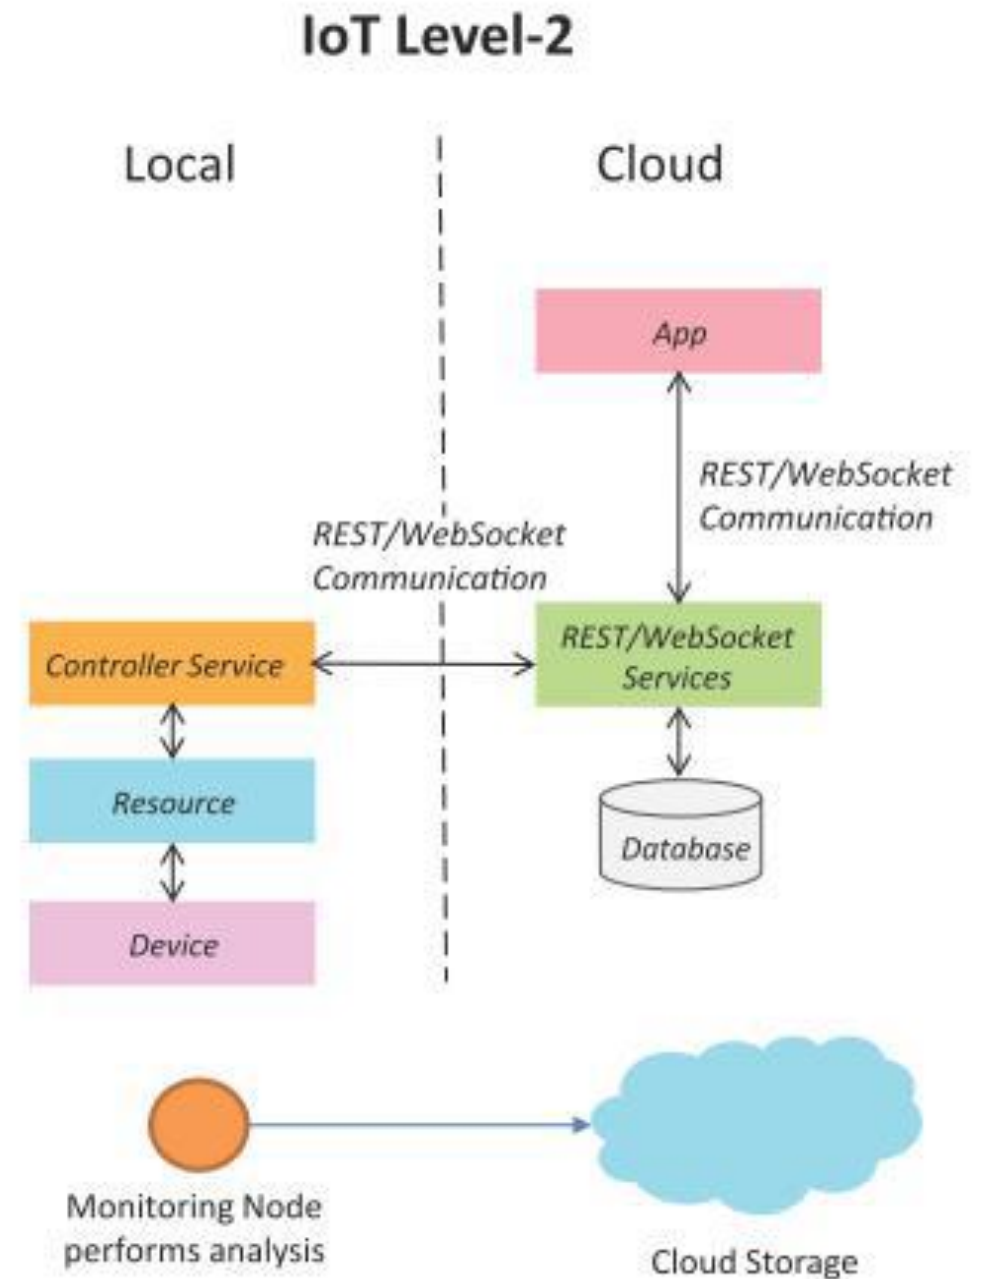 IoT Level-2
Local
Cloud
App
REST/WebSocket
Communication
REST/WebSocket
Communication
Controller Service
REST/WebSocket
Services
Resource
Database
Device
Monitoring Node
performs analysis
Cloud Storage